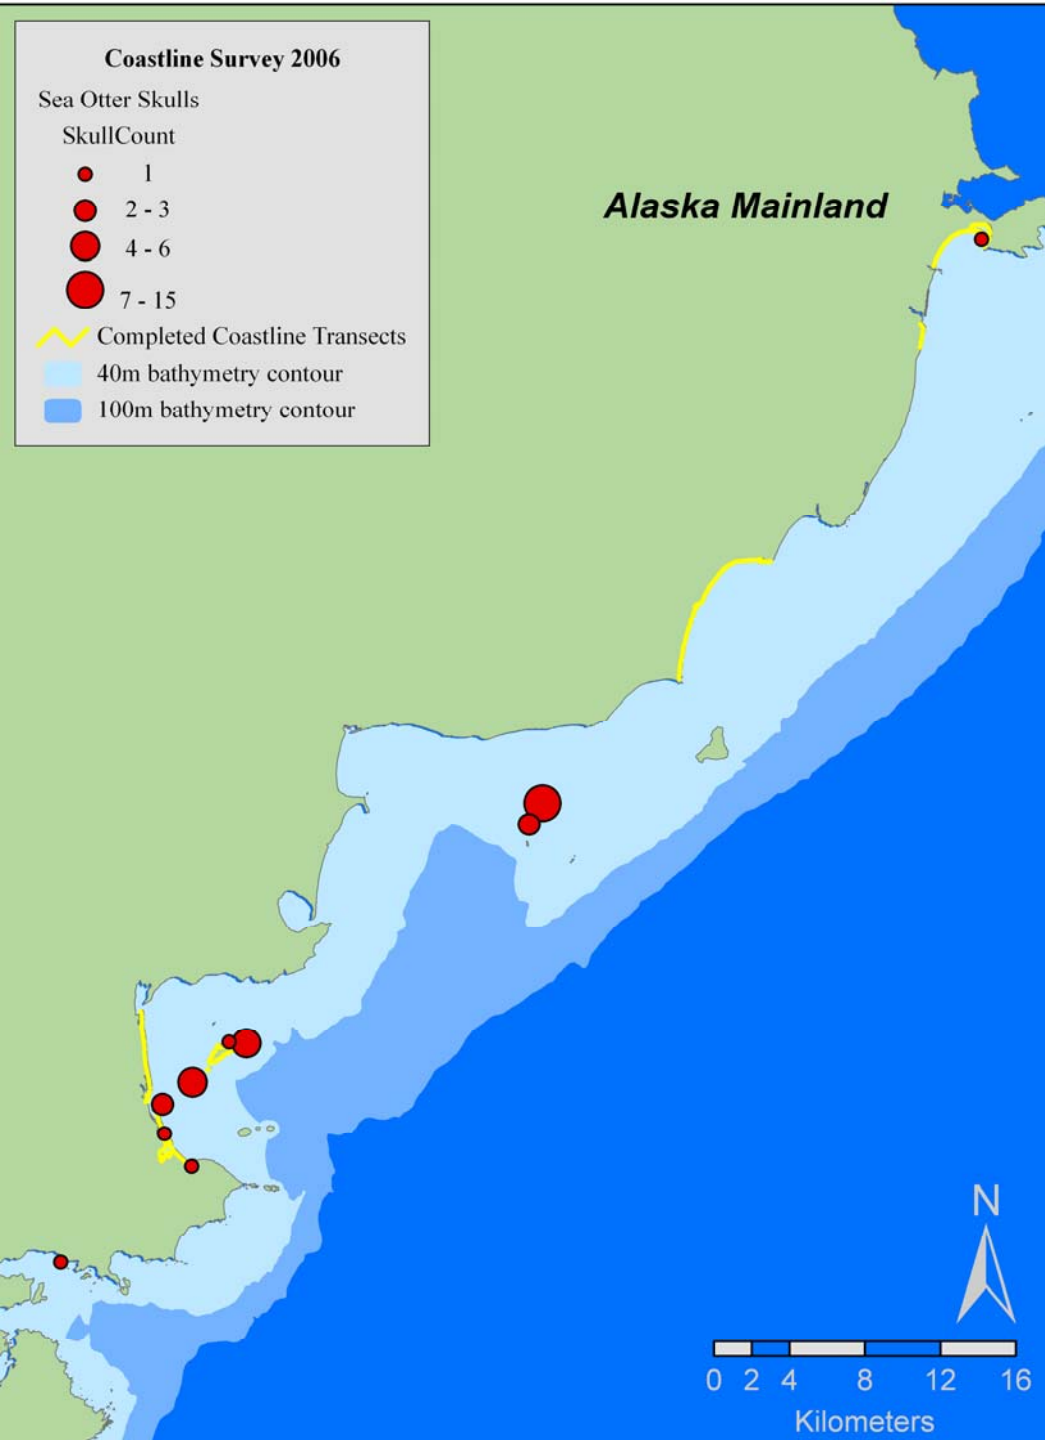 Coastline Survey 2006
Sea Otter Skulls
SkullCount
1
2 - 3
4 - 6
7 - 15
Completed Coastline Transects
40m bathymetry contour
100m bathymetry contour
Alaska Mainland
N
0 2 4 8 12 16
Kilometers